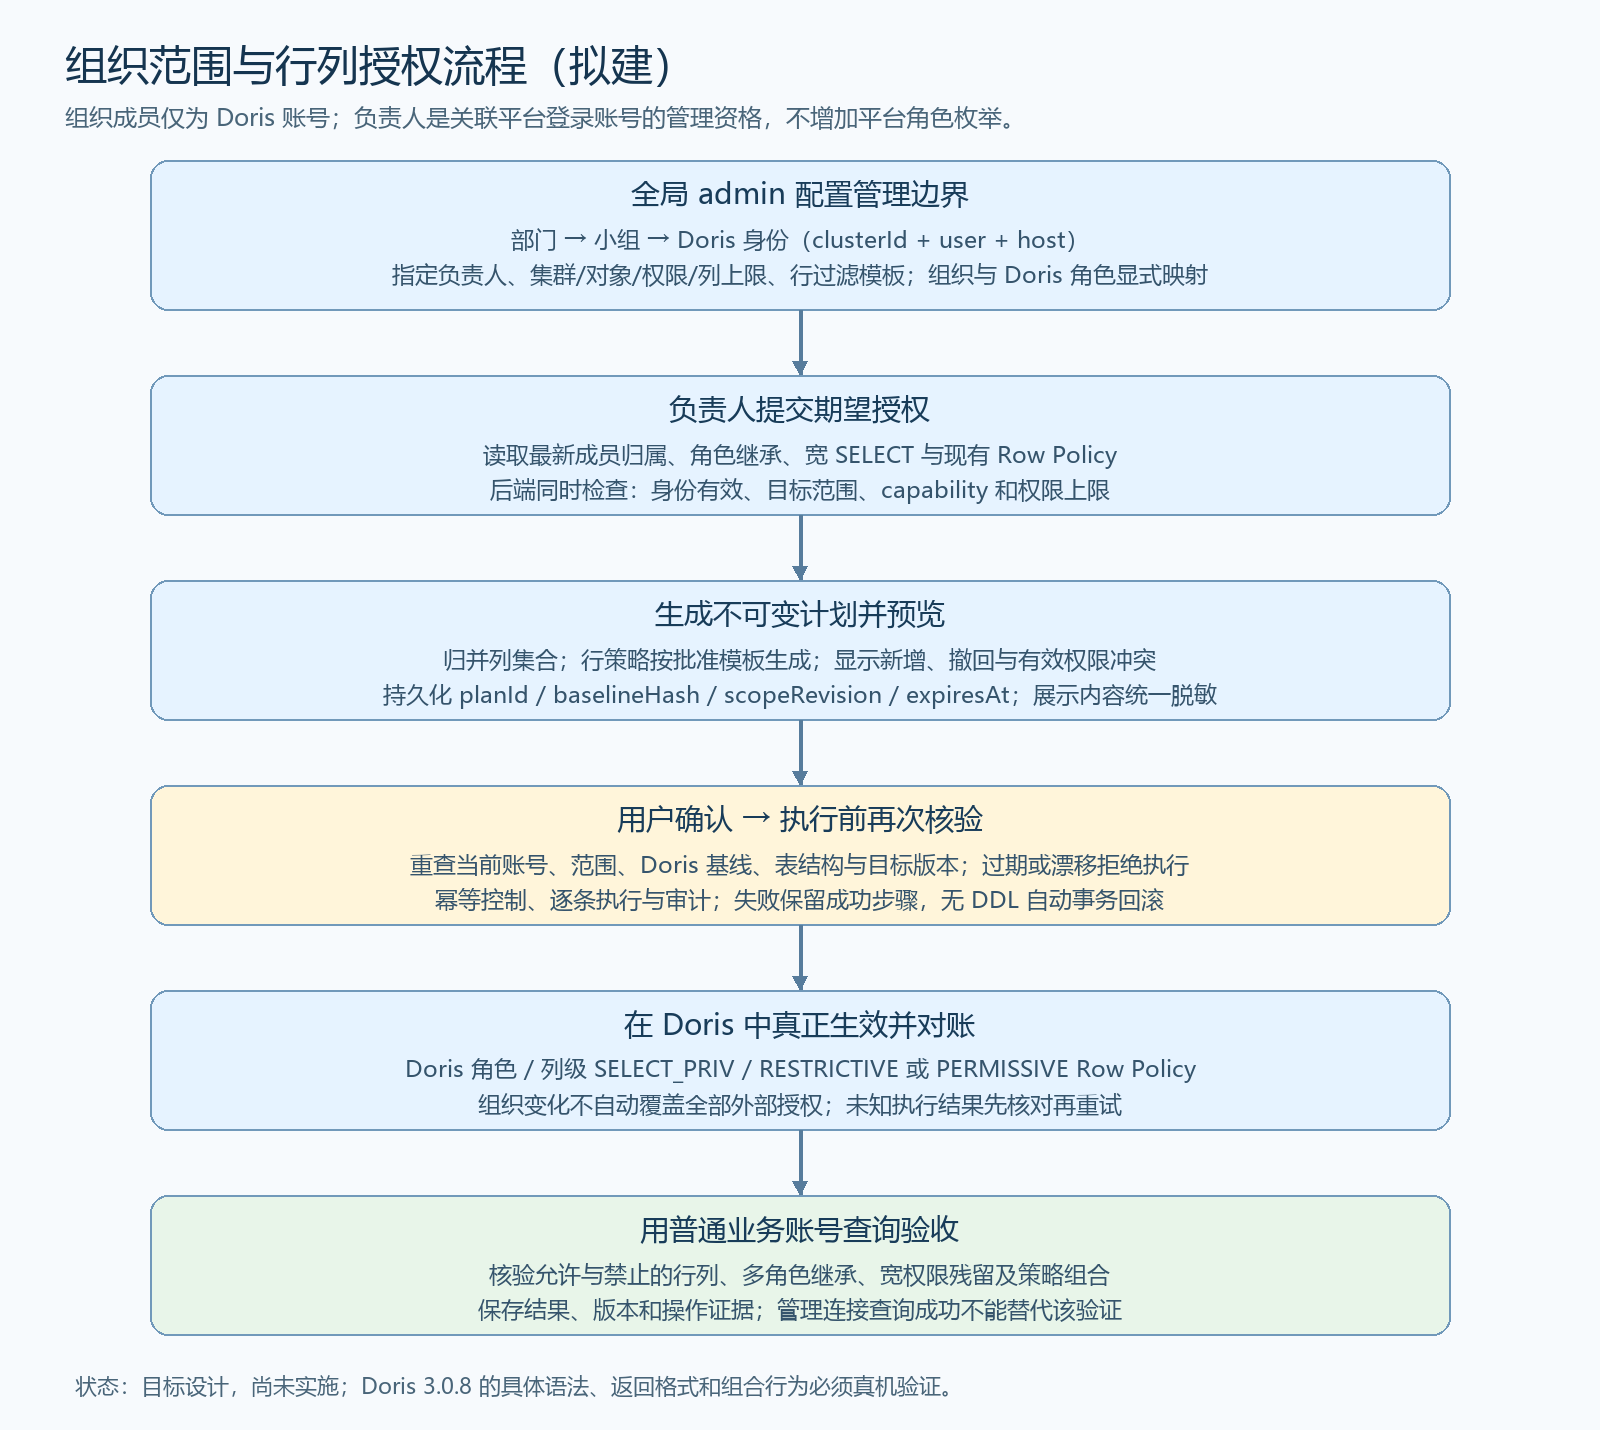 组织范围与行列授权流程（拟建）
组织成员仅为 Doris 账号；负责人是关联平台登录账号的管理资格，不增加平台角色枚举。
全局 admin 配置管理边界
部门 → 小组 → Doris 身份（clusterId + user + host）
指定负责人、集群/对象/权限/列上限、行过滤模板；组织与 Doris 角色显式映射
负责人提交期望授权
读取最新成员归属、角色继承、宽 SELECT 与现有 Row Policy
后端同时检查：身份有效、目标范围、capability 和权限上限
生成不可变计划并预览
归并列集合；行策略按批准模板生成；显示新增、撤回与有效权限冲突
持久化 planId / baselineHash / scopeRevision / expiresAt；展示内容统一脱敏
用户确认 → 执行前再次核验
重查当前账号、范围、Doris 基线、表结构与目标版本；过期或漂移拒绝执行
幂等控制、逐条执行与审计；失败保留成功步骤，无 DDL 自动事务回滚
在 Doris 中真正生效并对账
Doris 角色 / 列级 SELECT_PRIV / RESTRICTIVE 或 PERMISSIVE Row Policy
组织变化不自动覆盖全部外部授权；未知执行结果先核对再重试
用普通业务账号查询验收
核验允许与禁止的行列、多角色继承、宽权限残留及策略组合
保存结果、版本和操作证据；管理连接查询成功不能替代该验证
状态：目标设计，尚未实施；Doris 3.0.8 的具体语法、返回格式和组合行为必须真机验证。